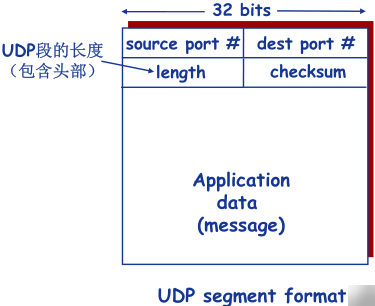 32 bits
source port # dest port #
UDP段的长度
（包含头部）
length checksum
Application
data
(message)
UDP segment format